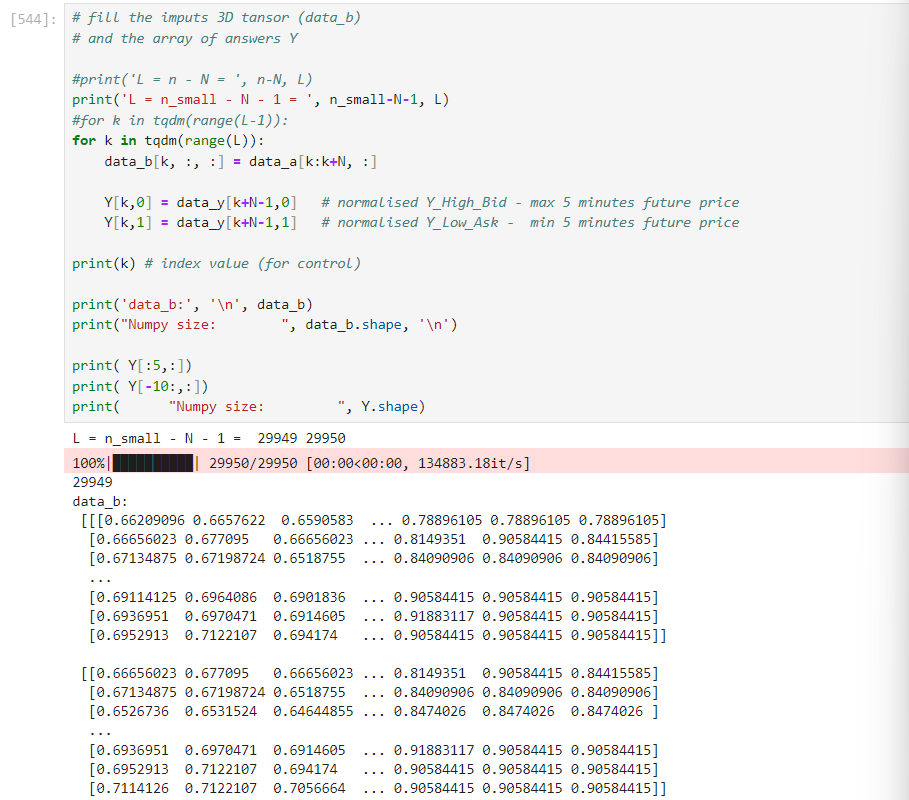 [544]: # fill the imputs 3D tansor (data_b)
# and the array of answers Y
#print('L = n - N = ', n-N, L)
print('L = n_small - N - 1 = ', n_small-N-1, L)
#for k in tqdm(range(L-1)):
for k in tqdm(range(L)):
    data_b[k, :, :] = data_a[k:k+N, :]
    Y[k,0] = data_y[k+N-1,0]   # normalised Y_High_Bid - max 5 minutes future price
    Y[k,1] = data_y[k+N-1,1]   # normalised Y_Low_Ask -  min 5 minutes future price
print(k) # index value (for control)
print('data_b:', '\n', data_b)
print("Numpy size:        ", data_b.shape, '\n')
print( Y[:5,:])
print( Y[-10:,:])
print(      "Numpy size:         ", Y.shape)
L = n_small - N - 1 =  29949 29950
100%|██████████| 29950/29950 [00:00<00:00, 134883.18it/s]
29949
data_b:
 [[[0.66209096 0.6657622  0.6590583  ... 0.78896105 0.78896105 0.78896105]
  [0.66656023 0.677095   0.66656023 ... 0.8149351  0.90584415 0.84415585]
  [0.67134875 0.67198724 0.6518755  ... 0.84090906 0.84090906 0.84090906]
  ...
  [0.69114125 0.6964086  0.6901836  ... 0.90584415 0.90584415 0.90584415]
  [0.6936951  0.6970471  0.6914605  ... 0.91883117 0.90584415 0.90584415]
  [0.6952913  0.7122107  0.694174   ... 0.90584415 0.90584415 0.90584415]]
 [[0.66656023 0.677095   0.66656023 ... 0.8149351  0.90584415 0.84415585]
  [0.67134875 0.67198724 0.6518755  ... 0.84090906 0.84090906 0.84090906]
  [0.6526736  0.6531524  0.64644855 ... 0.8474026  0.8474026  0.8474026 ]
  ...
  [0.6936951  0.6970471  0.6914605  ... 0.91883117 0.90584415 0.90584415]
  [0.6952913  0.7122107  0.694174   ... 0.90584415 0.90584415 0.90584415]
  [0.7114126  0.7122107  0.7056664  ... 0.90584415 0.90584415 0.90584415]]